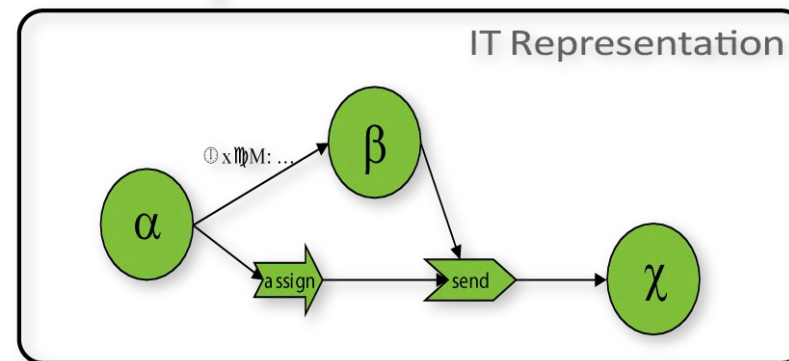 IT Representation
β
⏀x♍M: ...
α
assign
send
χ